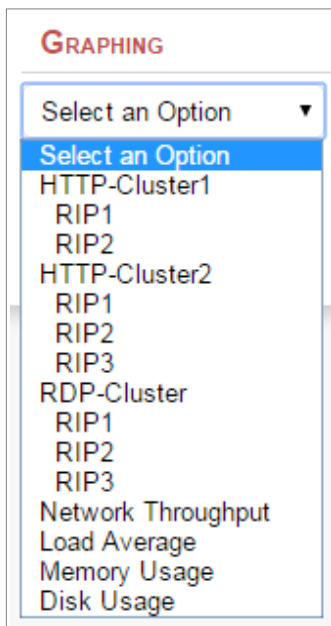 GRAPHING
Select an Option
Select an Option
HTTP-Cluster1
RIP1
RIP2
HTTP-Cluster2
RIP1
RIP2
RIP3
RDP-Cluster
RIP1
RIP2
RIP3
Network Throughput
Load Average
Memory Usage
Disk Usage